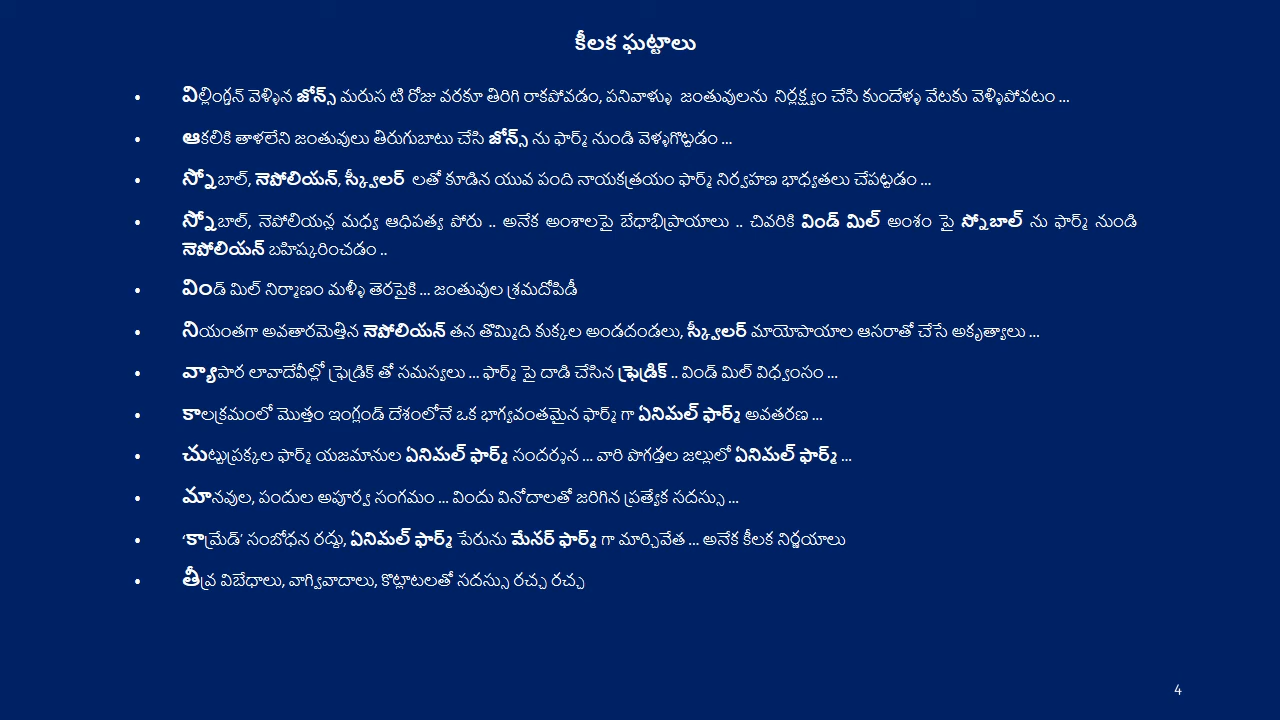 కీలక ఘట్టాలు
• విల్లింగ్డన్ వెళ్ళిన జోన్స్ మరుస టి రోజు వరకూ తిరిగి రాకపోవడం, పనివాళ్ళు జంతువులను నిర్లక్ష్యం చేసి కుందేళ్ళ వేటకు వెళ్ళిపోవటం ...
• ఆకలికి తాళలేని జంతువులు తిరుగుబాటు చేసి జోన్స్ ను ఫార్మ్ నుండి వెళ్ళగొట్టడం ...
• స్నో బాల్, నెపోలియన్, స్క్వీలర్ లతో కూడిన యువ పంది నాయకత్రయం ఫార్మ్ నిర్వహణ భాధ్యతలు చేపట్టడం ...
• స్నో బాల్, నెపోలియన్ల మధ్య ఆధిపత్య పోరు .. అనేక అంశాలపై బేధాభిప్రాయాలు .. చివరికి విండ్ మిల్ అంశం పై స్నోబాల్ ను ఫార్మ్ నుండి
నెపోలియన్ బహిష్కరించడం ..
• విండ్ మిల్ నిర్మాణం మళ్ళీ తెరపైకి ... జంతువుల శ్రమదోపిడీ
• నియంతగా అవతారమెత్తిన నెపోలియన్ తన తొమ్మిది కుక్కల అండదండలు, స్క్వీలర్ మాయోపాయాల ఆసరాతో చేసే అకృత్యాలు ...
• వ్యాపార లావాదేవీల్లో ఫ్రెడ్రిక్ తో సమస్యలు ... ఫార్మ్ పై దాడి చేసిన ఫ్రెడ్రిక్ .. విండ్ మిల్ విధ్వంసం ...
• కాలక్రమంలో మొత్తం ఇంగ్లండ్ దేశంలోనే ఒక భాగ్యవంతమైన ఫార్మ్ గా ఏనిమల్ ఫార్మ్ అవతరణ ...
• చుట్టుప్రక్కల ఫార్మ్ యజమానుల ఏనిమల్ ఫార్మ్ సందర్శన ... వారి పొగడ్తల జల్లులో ఏనిమల్ ఫార్మ్ ...
• మానవుల, పందుల అపూర్వ సంగమం ... విందు వినోదాలతో జరిగిన ప్రత్యేక సదస్సు ...
• ‘కామ్రేడ్’ సంబోధన రద్దు, ఏనిమల్ ఫార్మ్ పేరును మేనర్ ఫార్మ్ గా మార్చివేత ... అనేక కీలక నిర్ణయాలు
• తీవ్ర విబేధాలు, వాగ్వివాదాలు, కొట్లాటలతో సదస్సు రచ్చ రచ్చ
4